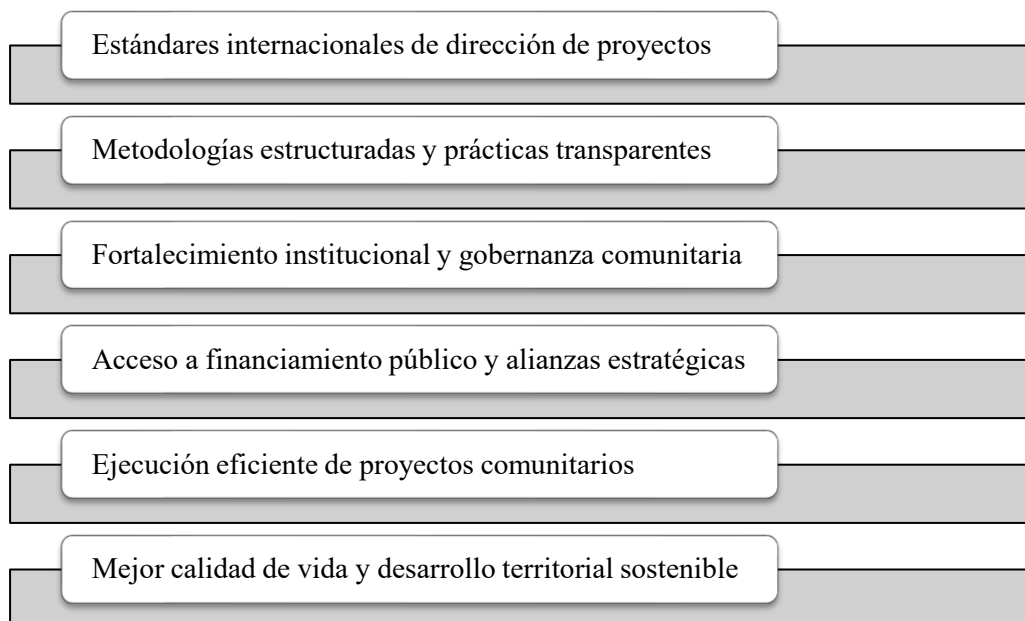 Estándares internacionales de dirección de proyectos
Metodologías estructuradas y prácticas transparentes
Fortalecimiento institucional y gobernanza comunitaria
Acceso a financiamiento público y alianzas estratégicas
Ejecución eficiente de proyectos comunitarios
Mejor calidad de vida y desarrollo territorial sostenible